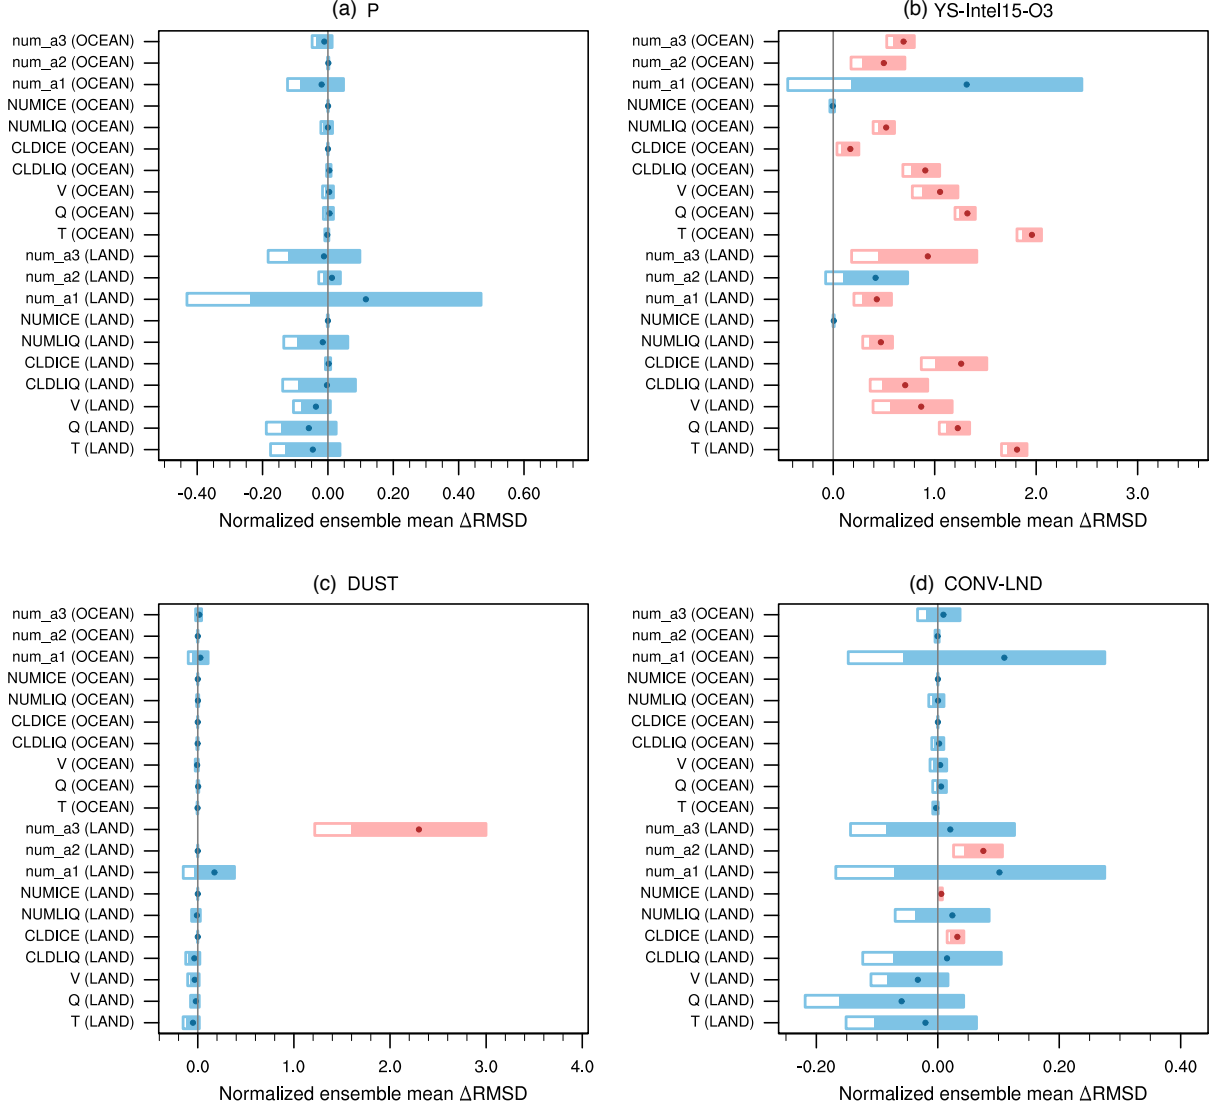 (a) P
num_a3 (OCEAN)
num_a2 (OCEAN)
num_a1 (OCEAN)
NUMICE (OCEAN)
NUMLIQ (OCEAN)
CLDICE (OCEAN)
CLDLIQ (OCEAN)
V (OCEAN)
Q (OCEAN)
T (OCEAN)
num_a3 (LAND)
num_a2 (LAND)
num_a1 (LAND)
NUMICE (LAND)
NUMLIQ (LAND)
CLDICE (LAND)
CLDLIQ (LAND)
V (LAND)
Q (LAND)
T (LAND)
-0.40 -0.20 0.00 0.20 0.40 0.60
Normalized ensemble mean ΔRMSD
(b) YS-Intel15-O3
num_a3 (OCEAN)
num_a2 (OCEAN)
num_a1 (OCEAN)
NUMICE (OCEAN)
NUMLIQ (OCEAN)
CLDICE (OCEAN)
CLDLIQ (OCEAN)
V (OCEAN)
Q (OCEAN)
T (OCEAN)
num_a3 (LAND)
num_a2 (LAND)
num_a1 (LAND)
NUMICE (LAND)
NUMLIQ (LAND)
CLDICE (LAND)
CLDLIQ (LAND)
V (LAND)
Q (LAND)
T (LAND)
0.0 1.0 2.0 3.0
Normalized ensemble mean ΔRMSD
(c) DUST
num_a3 (OCEAN)
num_a2 (OCEAN)
num_a1 (OCEAN)
NUMICE (OCEAN)
NUMLIQ (OCEAN)
CLDICE (OCEAN)
CLDLIQ (OCEAN)
V (OCEAN)
Q (OCEAN)
T (OCEAN)
num_a3 (LAND)
num_a2 (LAND)
num_a1 (LAND)
NUMICE (LAND)
NUMLIQ (LAND)
CLDICE (LAND)
CLDLIQ (LAND)
V (LAND)
Q (LAND)
T (LAND)
0.0 1.0 2.0 3.0 4.0
Normalized ensemble mean ΔRMSD
(d) CONV-LND
num_a3 (OCEAN)
num_a2 (OCEAN)
num_a1 (OCEAN)
NUMICE (OCEAN)
NUMLIQ (OCEAN)
CLDICE (OCEAN)
CLDLIQ (OCEAN)
V (OCEAN)
Q (OCEAN)
T (OCEAN)
num_a3 (LAND)
num_a2 (LAND)
num_a1 (LAND)
NUMICE (LAND)
NUMLIQ (LAND)
CLDICE (LAND)
CLDLIQ (LAND)
V (LAND)
Q (LAND)
T (LAND)
-0.20 0.00 0.20 0.40
Normalized ensemble mean ΔRMSD